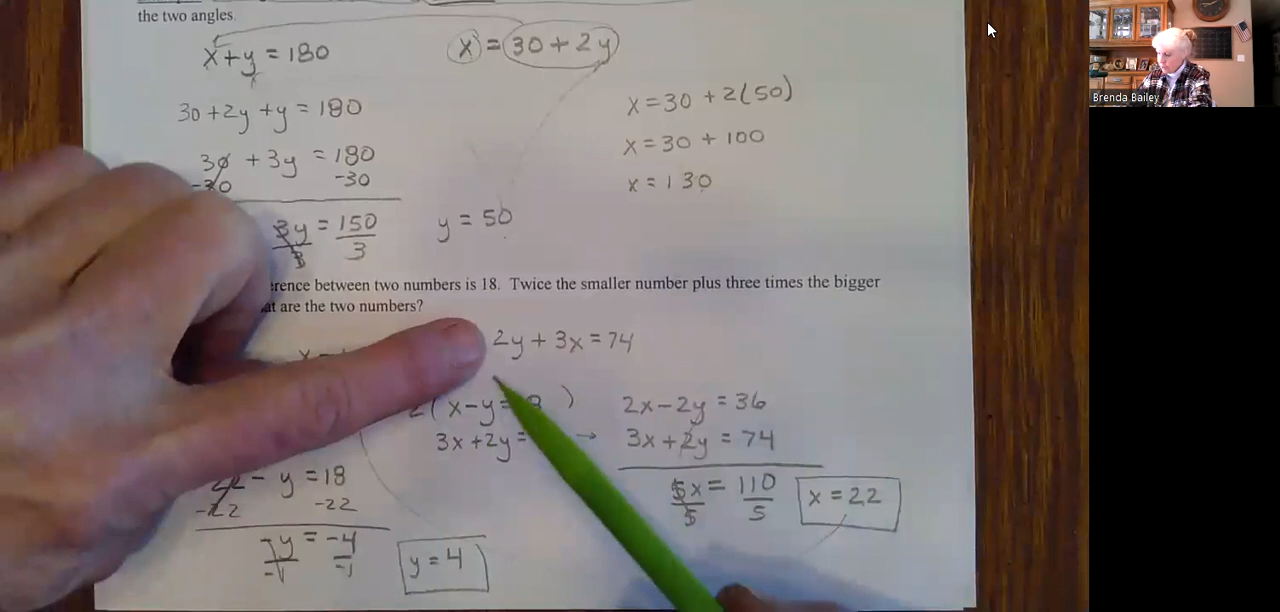 the two angles.
x+y=180
x = 30 + 2y
30+2y+y=180
30 + 3y = 180
-30 -30
3y = 150
3 3
y = 50
x=30+2(50)
x=30+100
x=130
difference between two numbers is 18. Twice the smaller number plus three times the bigger
are the two numbers?
2y + 3x = 74
2(x-y= )
3x+2y=
→
2x-2y=36
3x+2y=74
5x = 110
5 5
x=22
22 - y = 18
-22 -22
-y = -4
-1 -1
y=4
Brenda Bailey